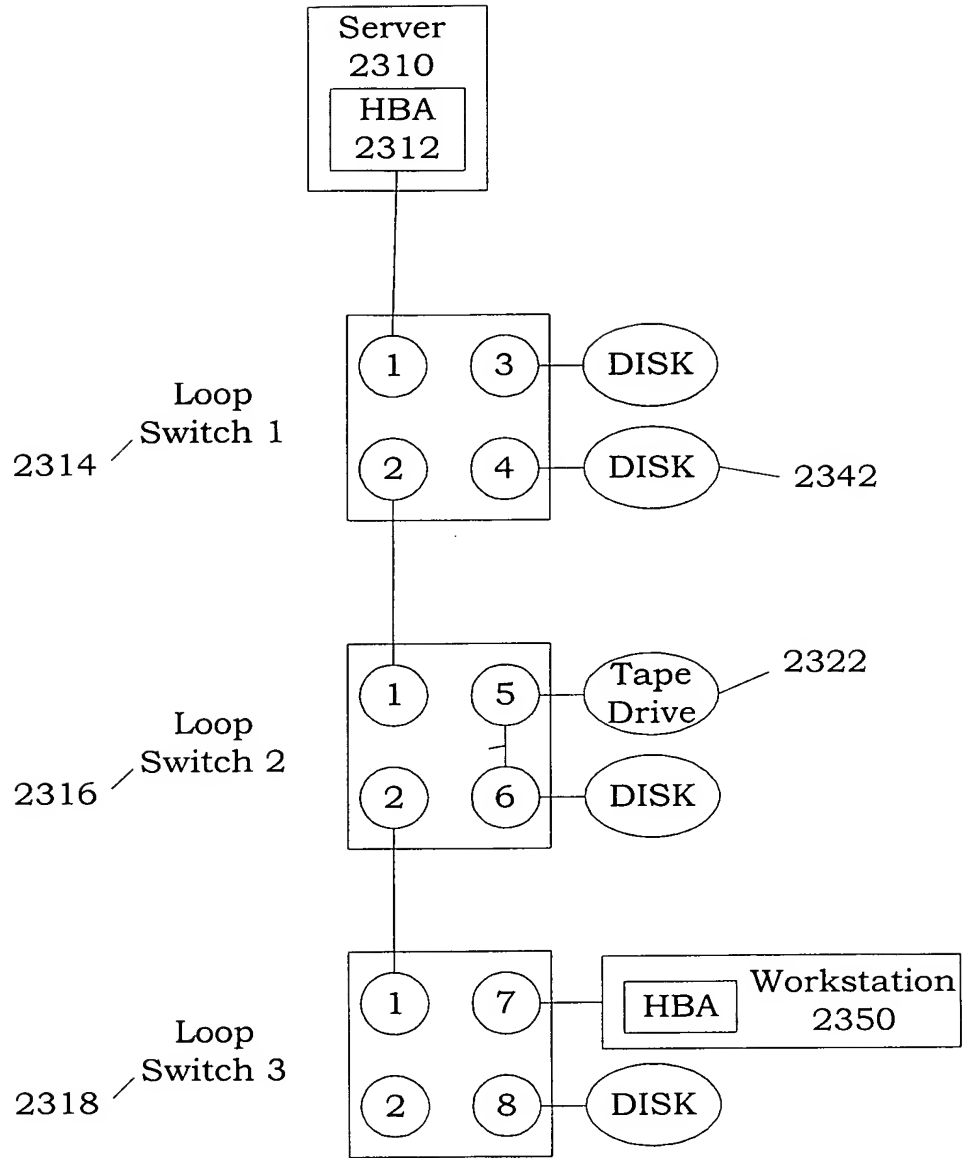 Server
2310
HBA
2312
1
3
DISK
Loop
Switch 1
2314
2
4
DISK
2342
1
5
Tape
Drive
2322
Loop
Switch 2
2316
2
6
DISK
1
7
HBA
Workstation
2350
Loop
Switch 3
2318
2
8
DISK